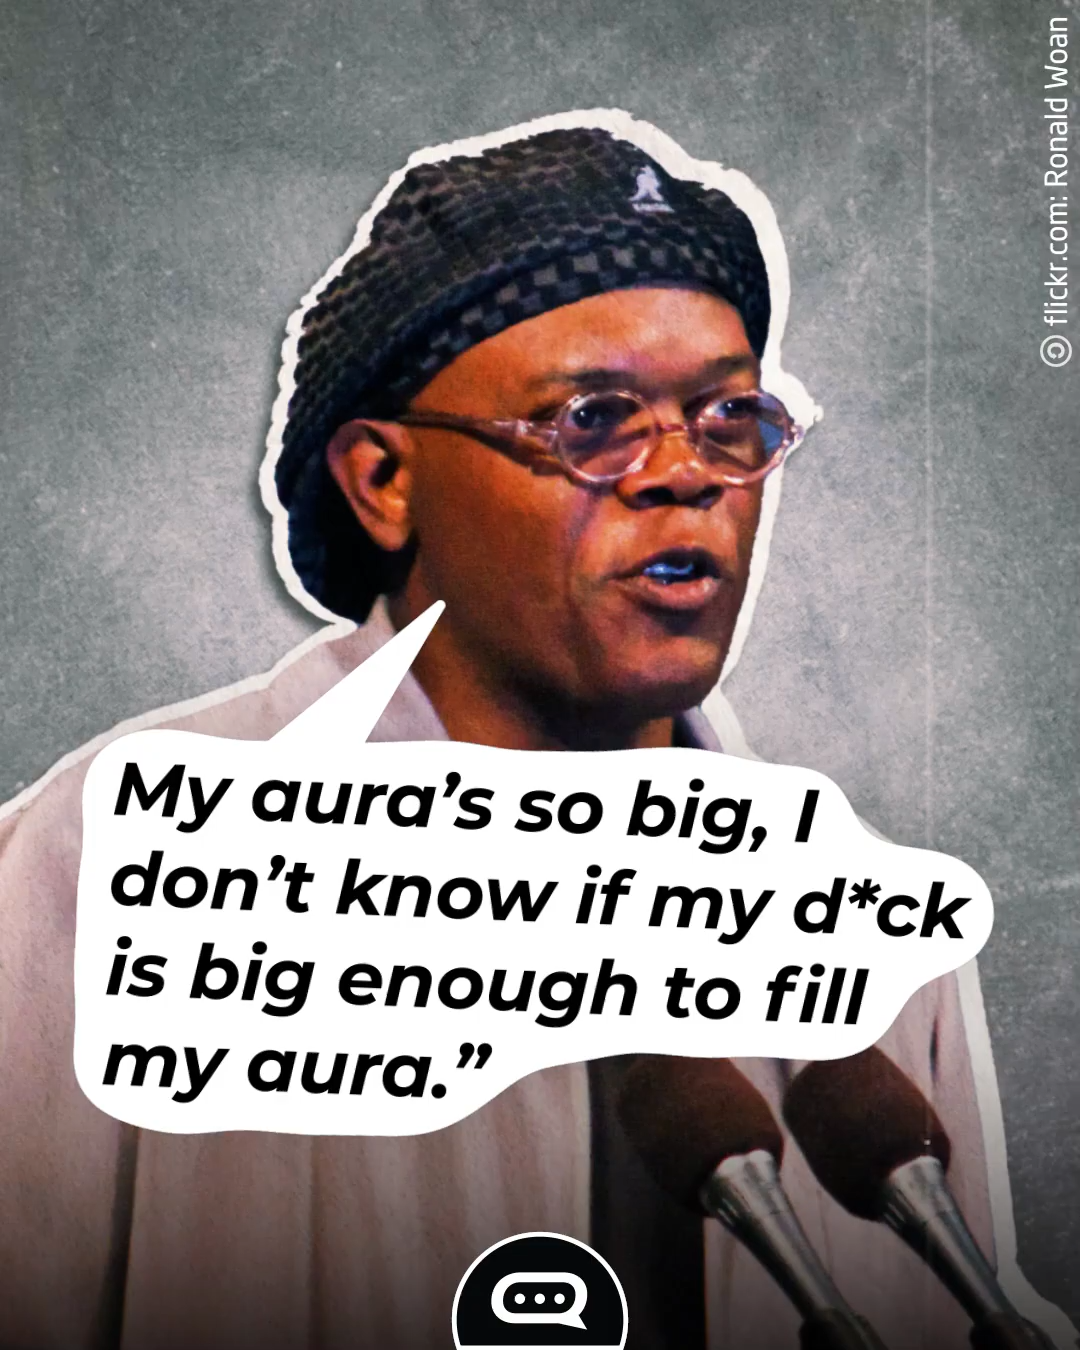 © flickr.com: Ronald Woan
My aura’s so big, I
don’t know if my d*ck
is big enough to fill
my aura.”